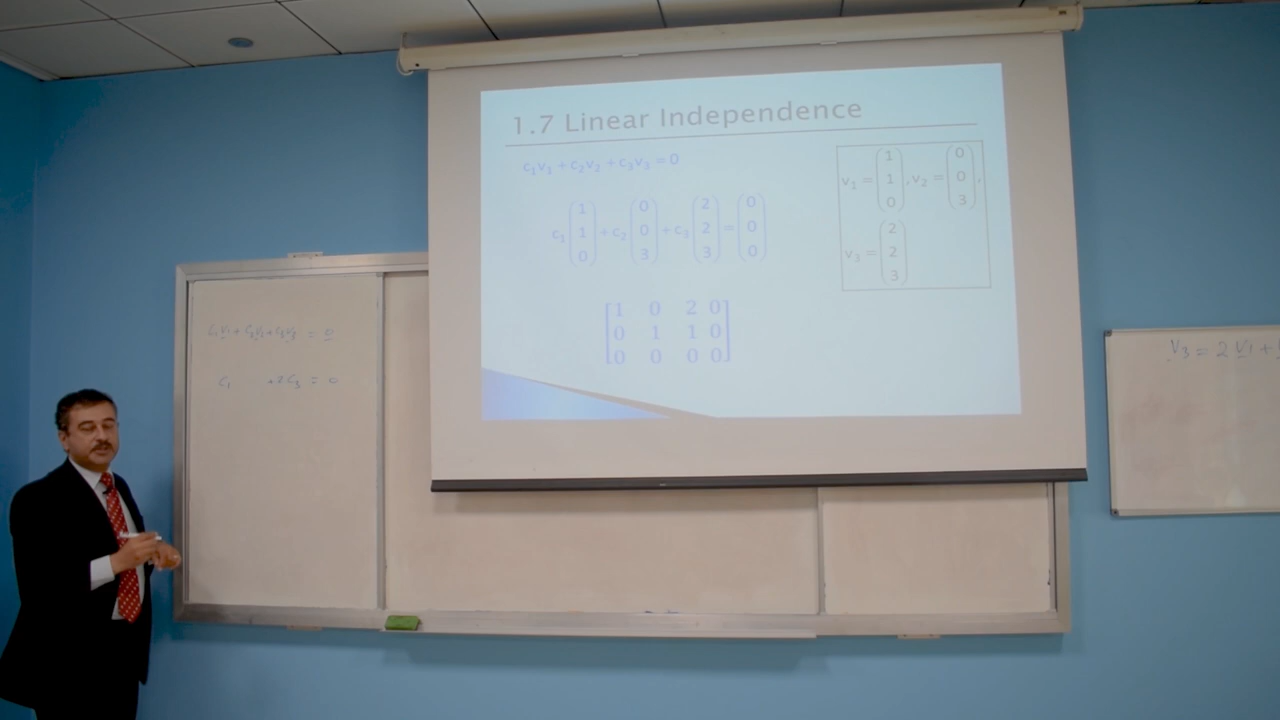 1.7 Linear Independence
c₁v₁ + c₂v₂ + c₃v₃ = 0
c₁ (1 1 0) + c₂ (0 0 3) + c₃ (2 2 3) = (0 0 0)
[1 0 2 0
0 1 1 0
0 0 0 0]
v₁ = (1 1 0), v₂ = (0 0 3),
v₃ = (2 2 3)
c₁v₁ + c₂v₂ + c₃v₃ = 0
c₁ + 2c₃ = 0
v₃ = 2v₁ +